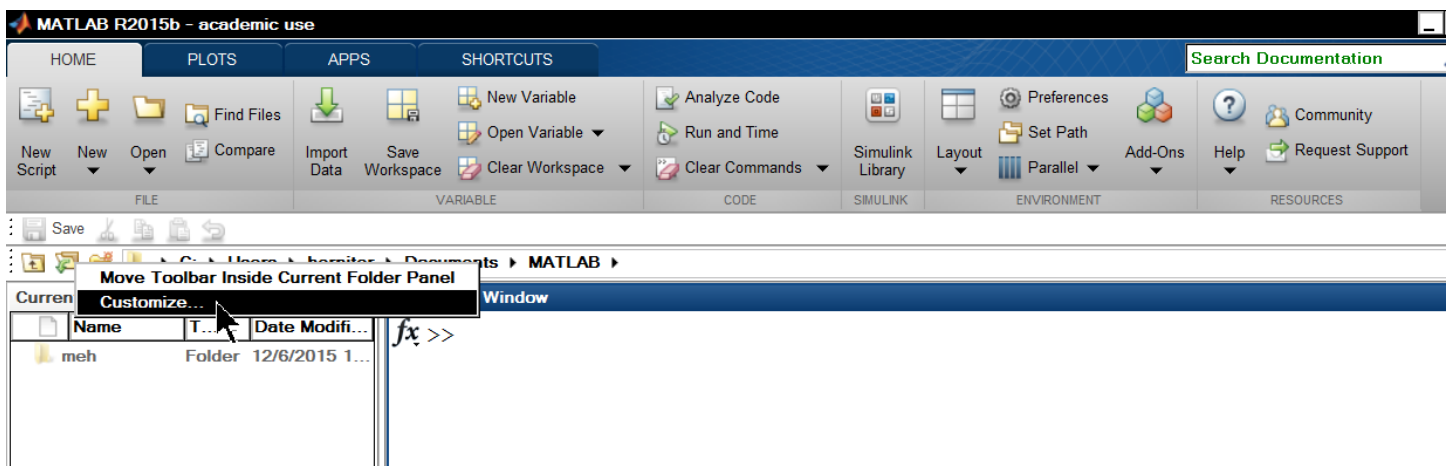 MATLAB R2015b - academic use
HOME PLOTS APPS SHORTCUTS Search Documentation
New Script New Open Find Files Compare Import Data Save Workspace New Variable Open Variable Clear Workspace Analyze Code Run and Time Clear Commands Simulink Library Layout Preferences Set Path Parallel Add-Ons Help Community Request Support
FILE VARIABLE CODE SIMULINK ENVIRONMENT RESOURCES
Save
MATLAB
Move Toolbar Inside Current Folder Panel
Customize...
Window
Name T... Date Modifi...
fx >>
meh Folder 12/6/2015 1...